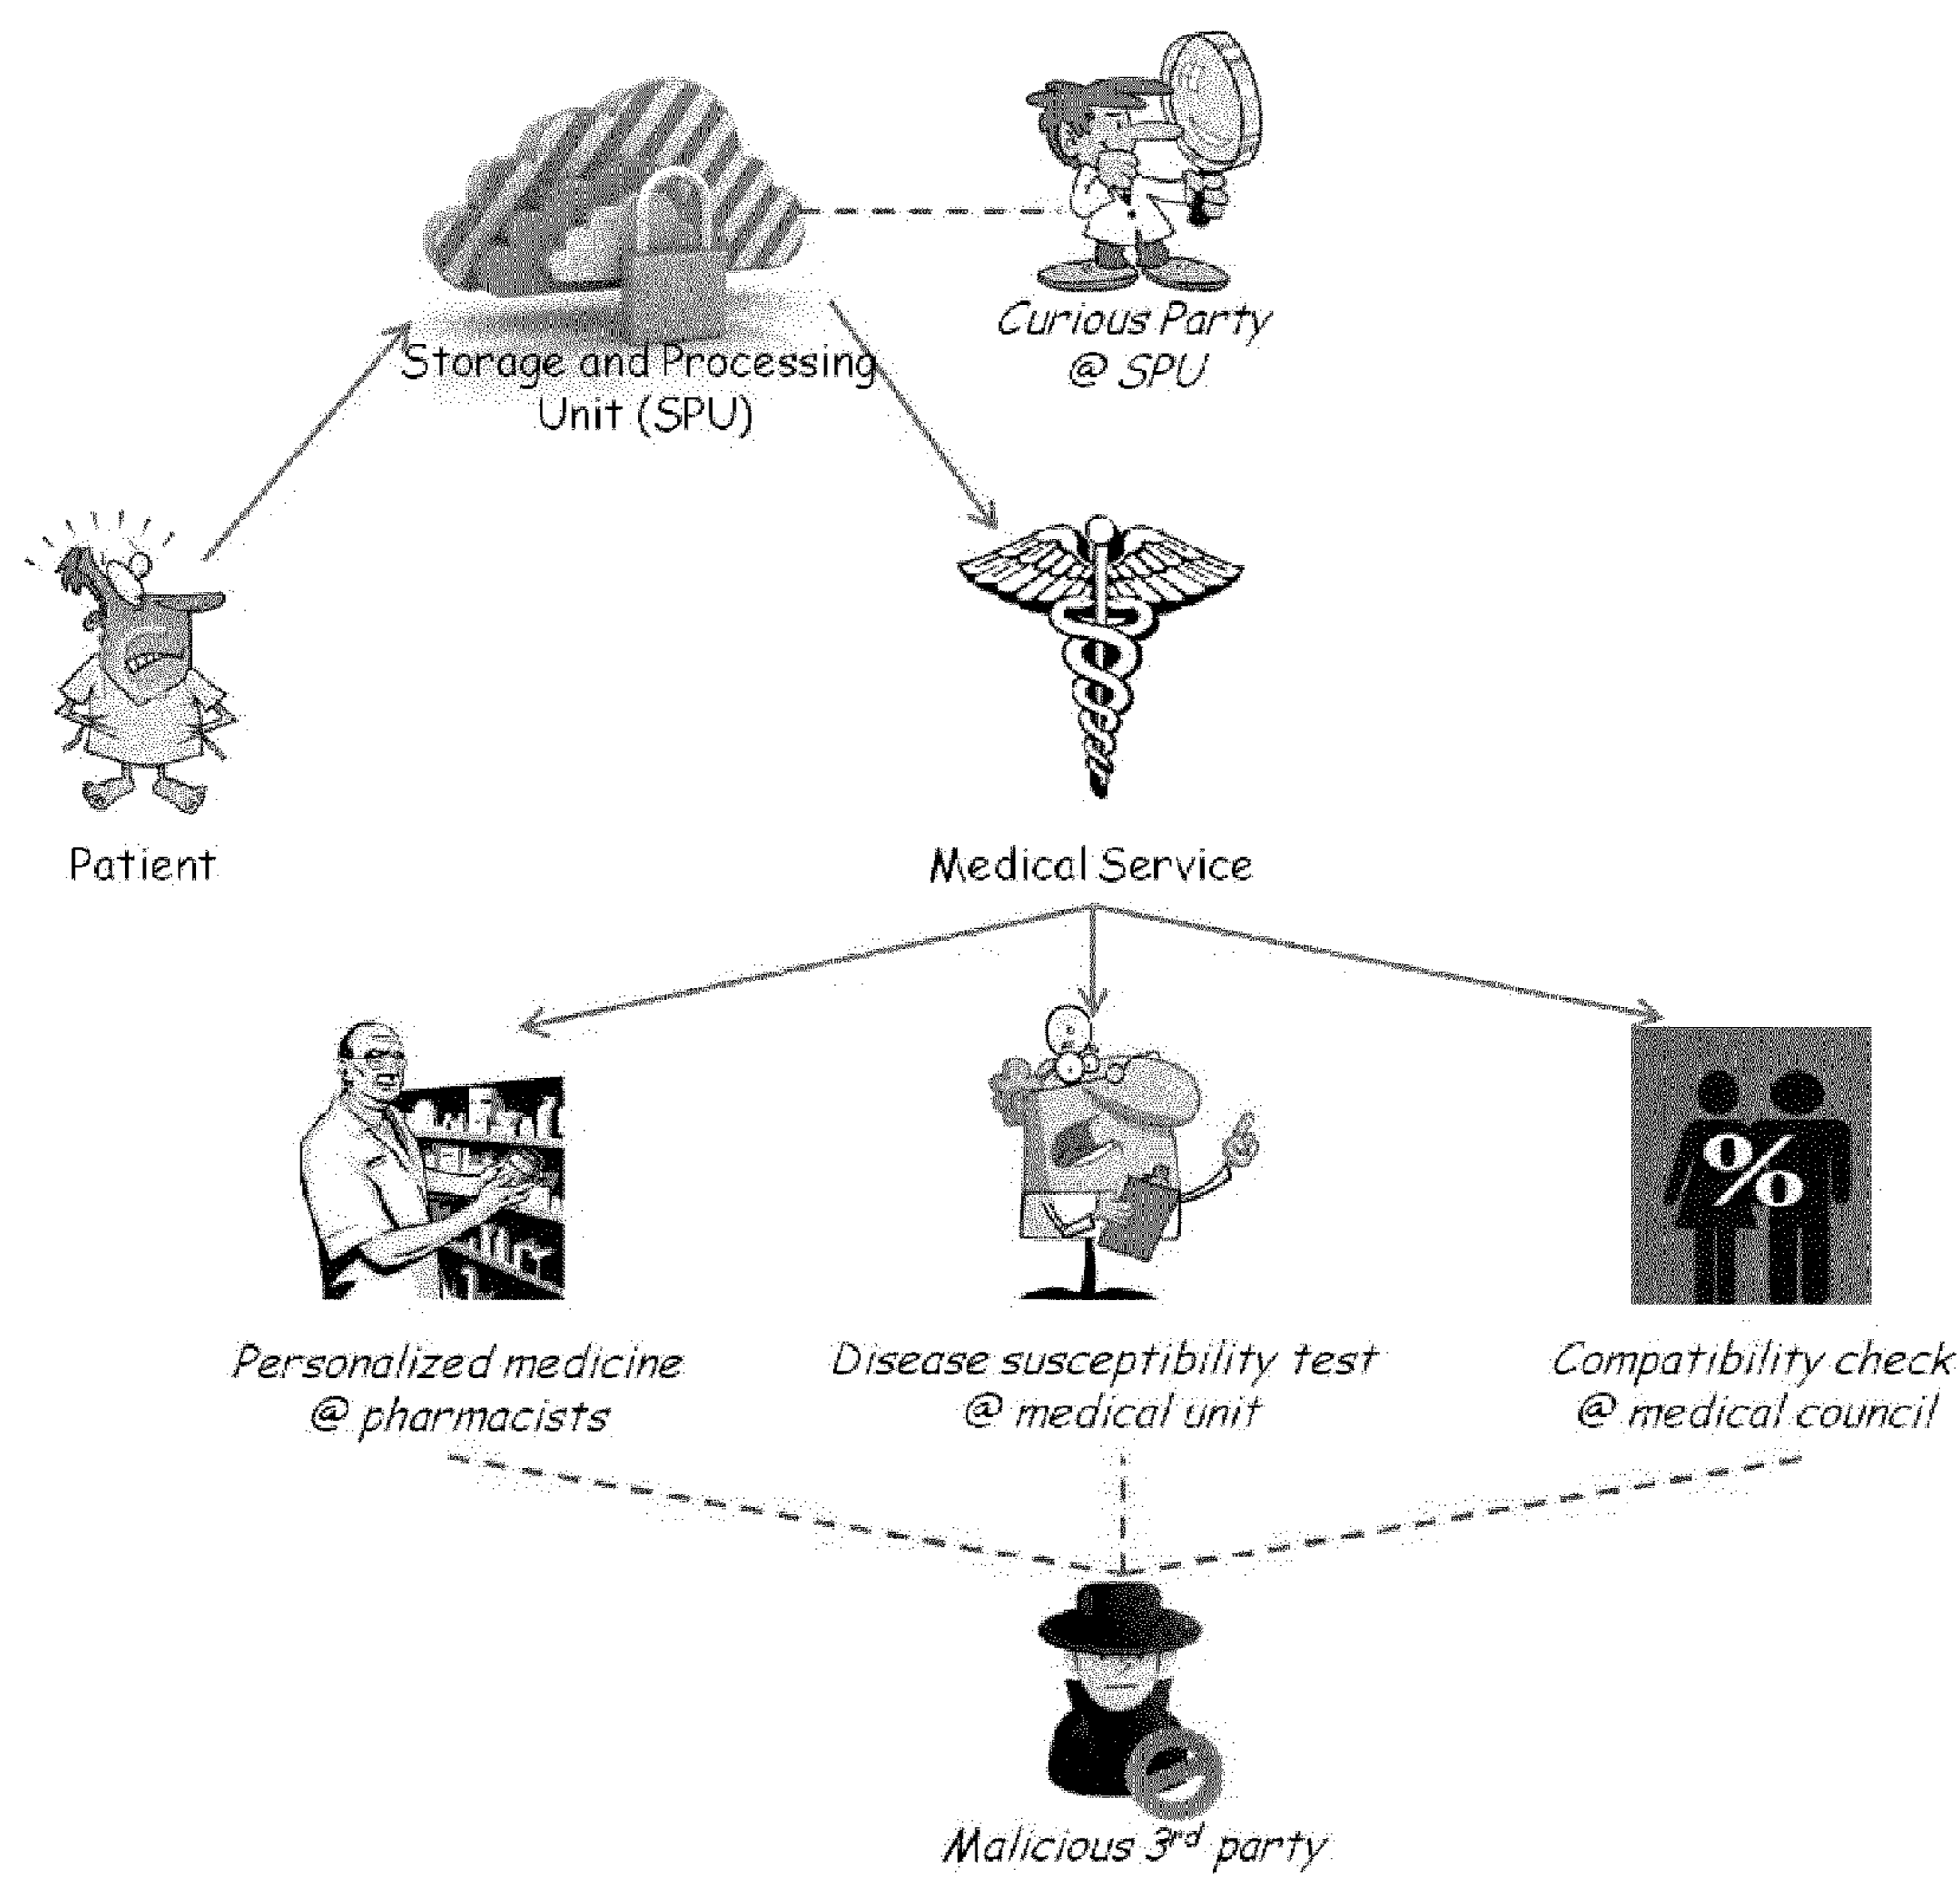 Curious Party
@ SPU
Storage and Processing
Unit (SPU)
Patient
Medical Service
%
Personalized medicine
@ pharmacists
Disease susceptibility test
@ medical unit
Compatibility check
@ medical council
Malicious 3rd party